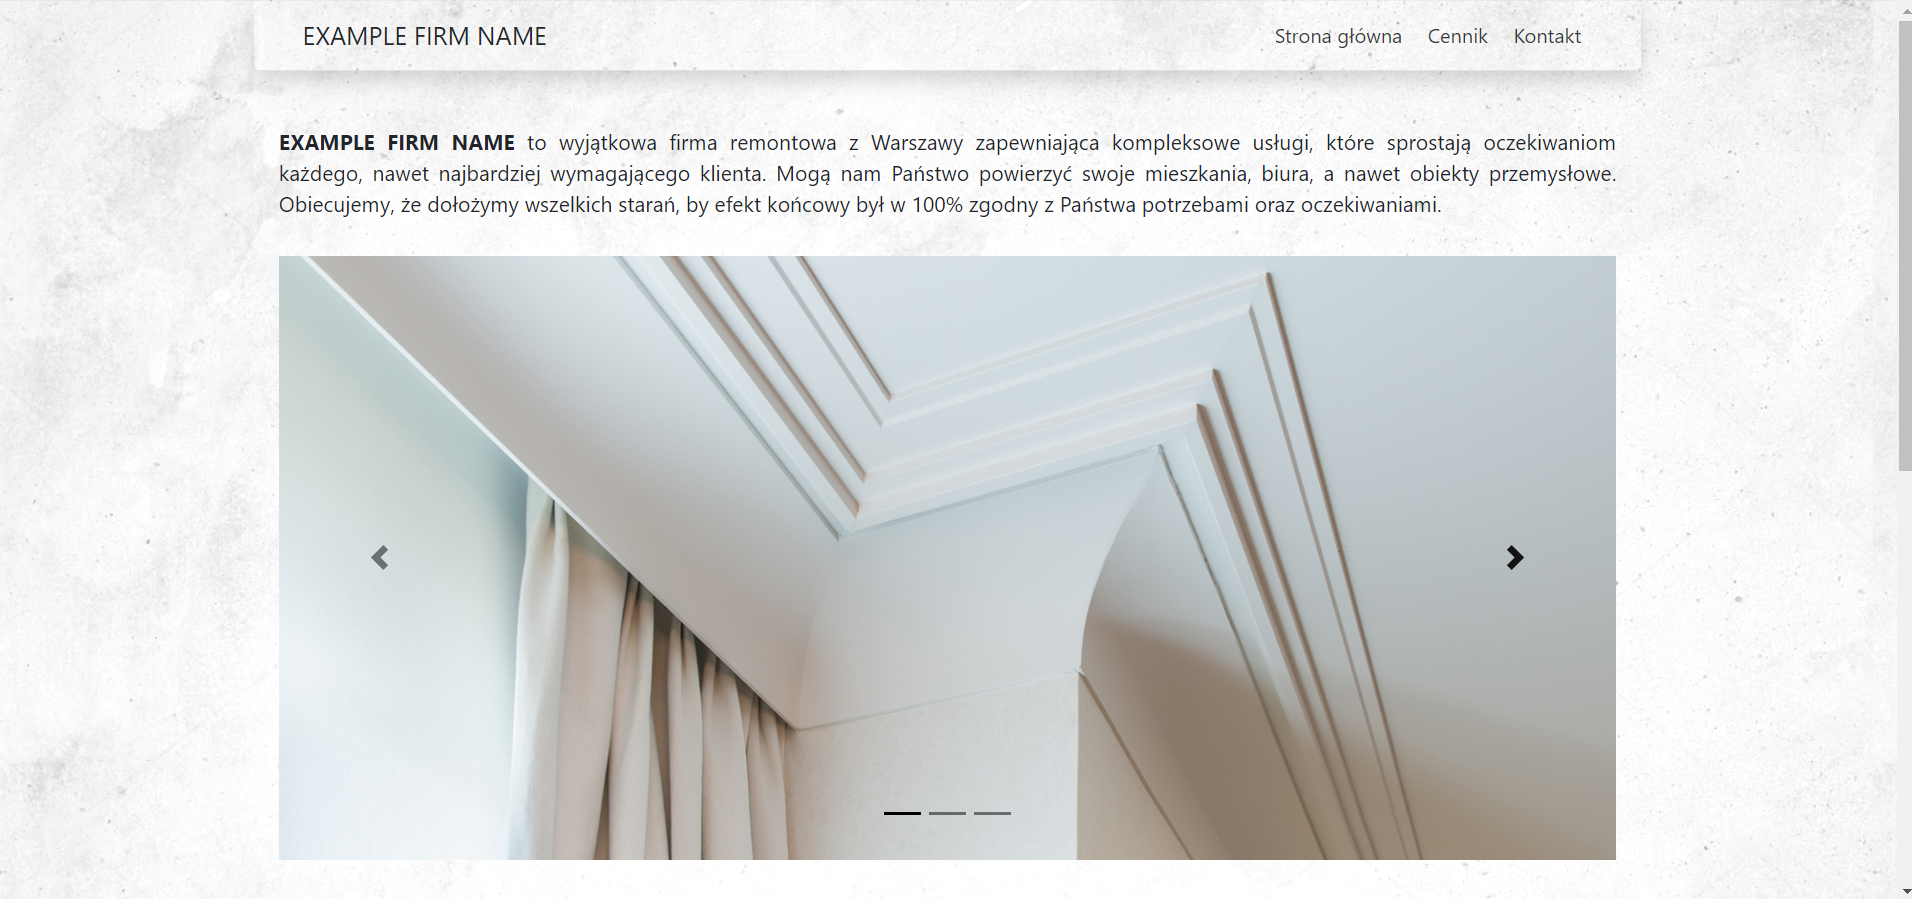 EXAMPLE FIRM NAME
Strona główna Cennik Kontakt
EXAMPLE FIRM NAME to wyjątkowa firma remontowa z Warszawy zapewniająca kompleksowe usługi, które sprostają oczekiwaniom
każdego, nawet najbardziej wymagającego klienta. Mogą nam Państwo powierzyć swoje mieszkania, biura, a nawet obiekty przemysłowe.
Obiecujemy, że dołożymy wszelkich starań, by efekt końcowy był w 100% zgodny z Państwa potrzebami oraz oczekiwaniami.